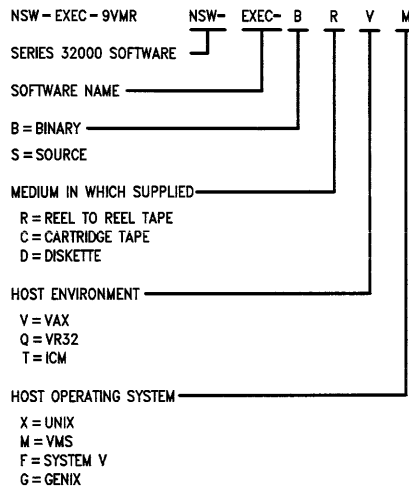 NSW-EXEC-9VMR NSW- EXEC- B R V M
SERIES 32000 SOFTWARE
SOFTWARE NAME
B = BINARY
S = SOURCE
MEDIUM IN WHICH SUPPLIED
R = REEL TO REEL TAPE
C = CARTRIDGE TAPE
D = DISKETTE
HOST ENVIRONMENT
V = VAX
Q = VR32
T = ICM
HOST OPERATING SYSTEM
X = UNIX
M = VMS
F = SYSTEM V
G = GENIX